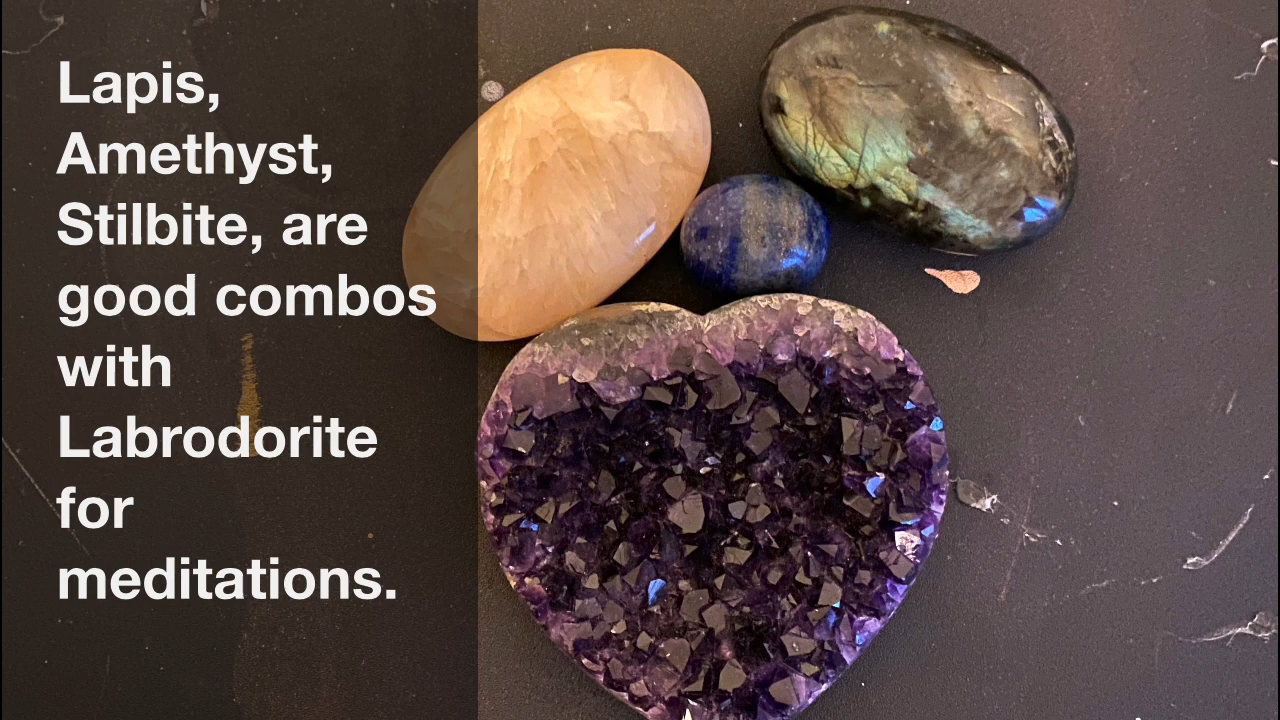 Lapis,
Amethyst,
Stilbite, are
good combos
with
Labrodorite
for
meditations.